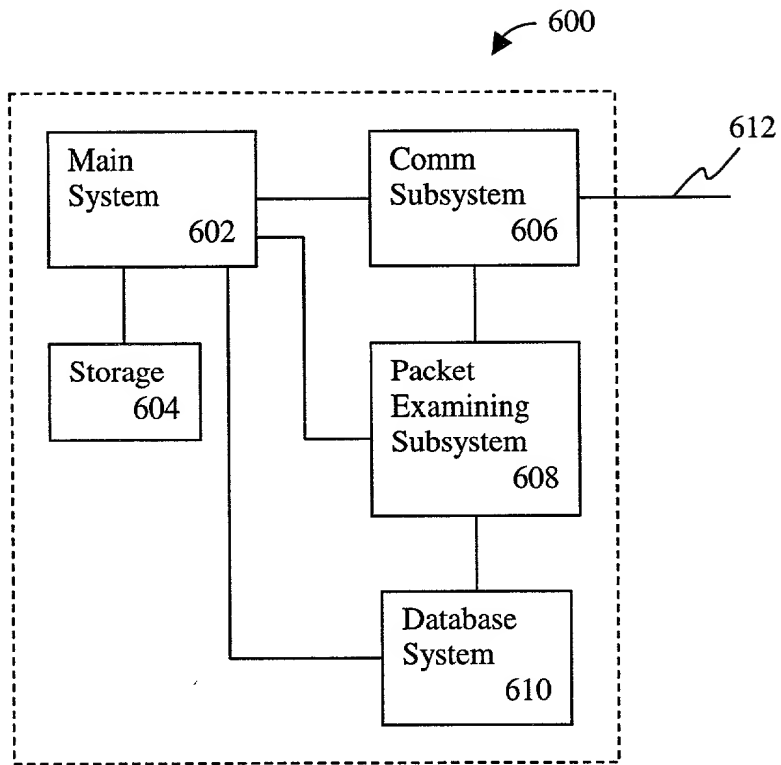 600
612
Main
System
602
Comm
Subsystem
606
Storage
604
Packet
Examining
Subsystem
608
Database
System
610